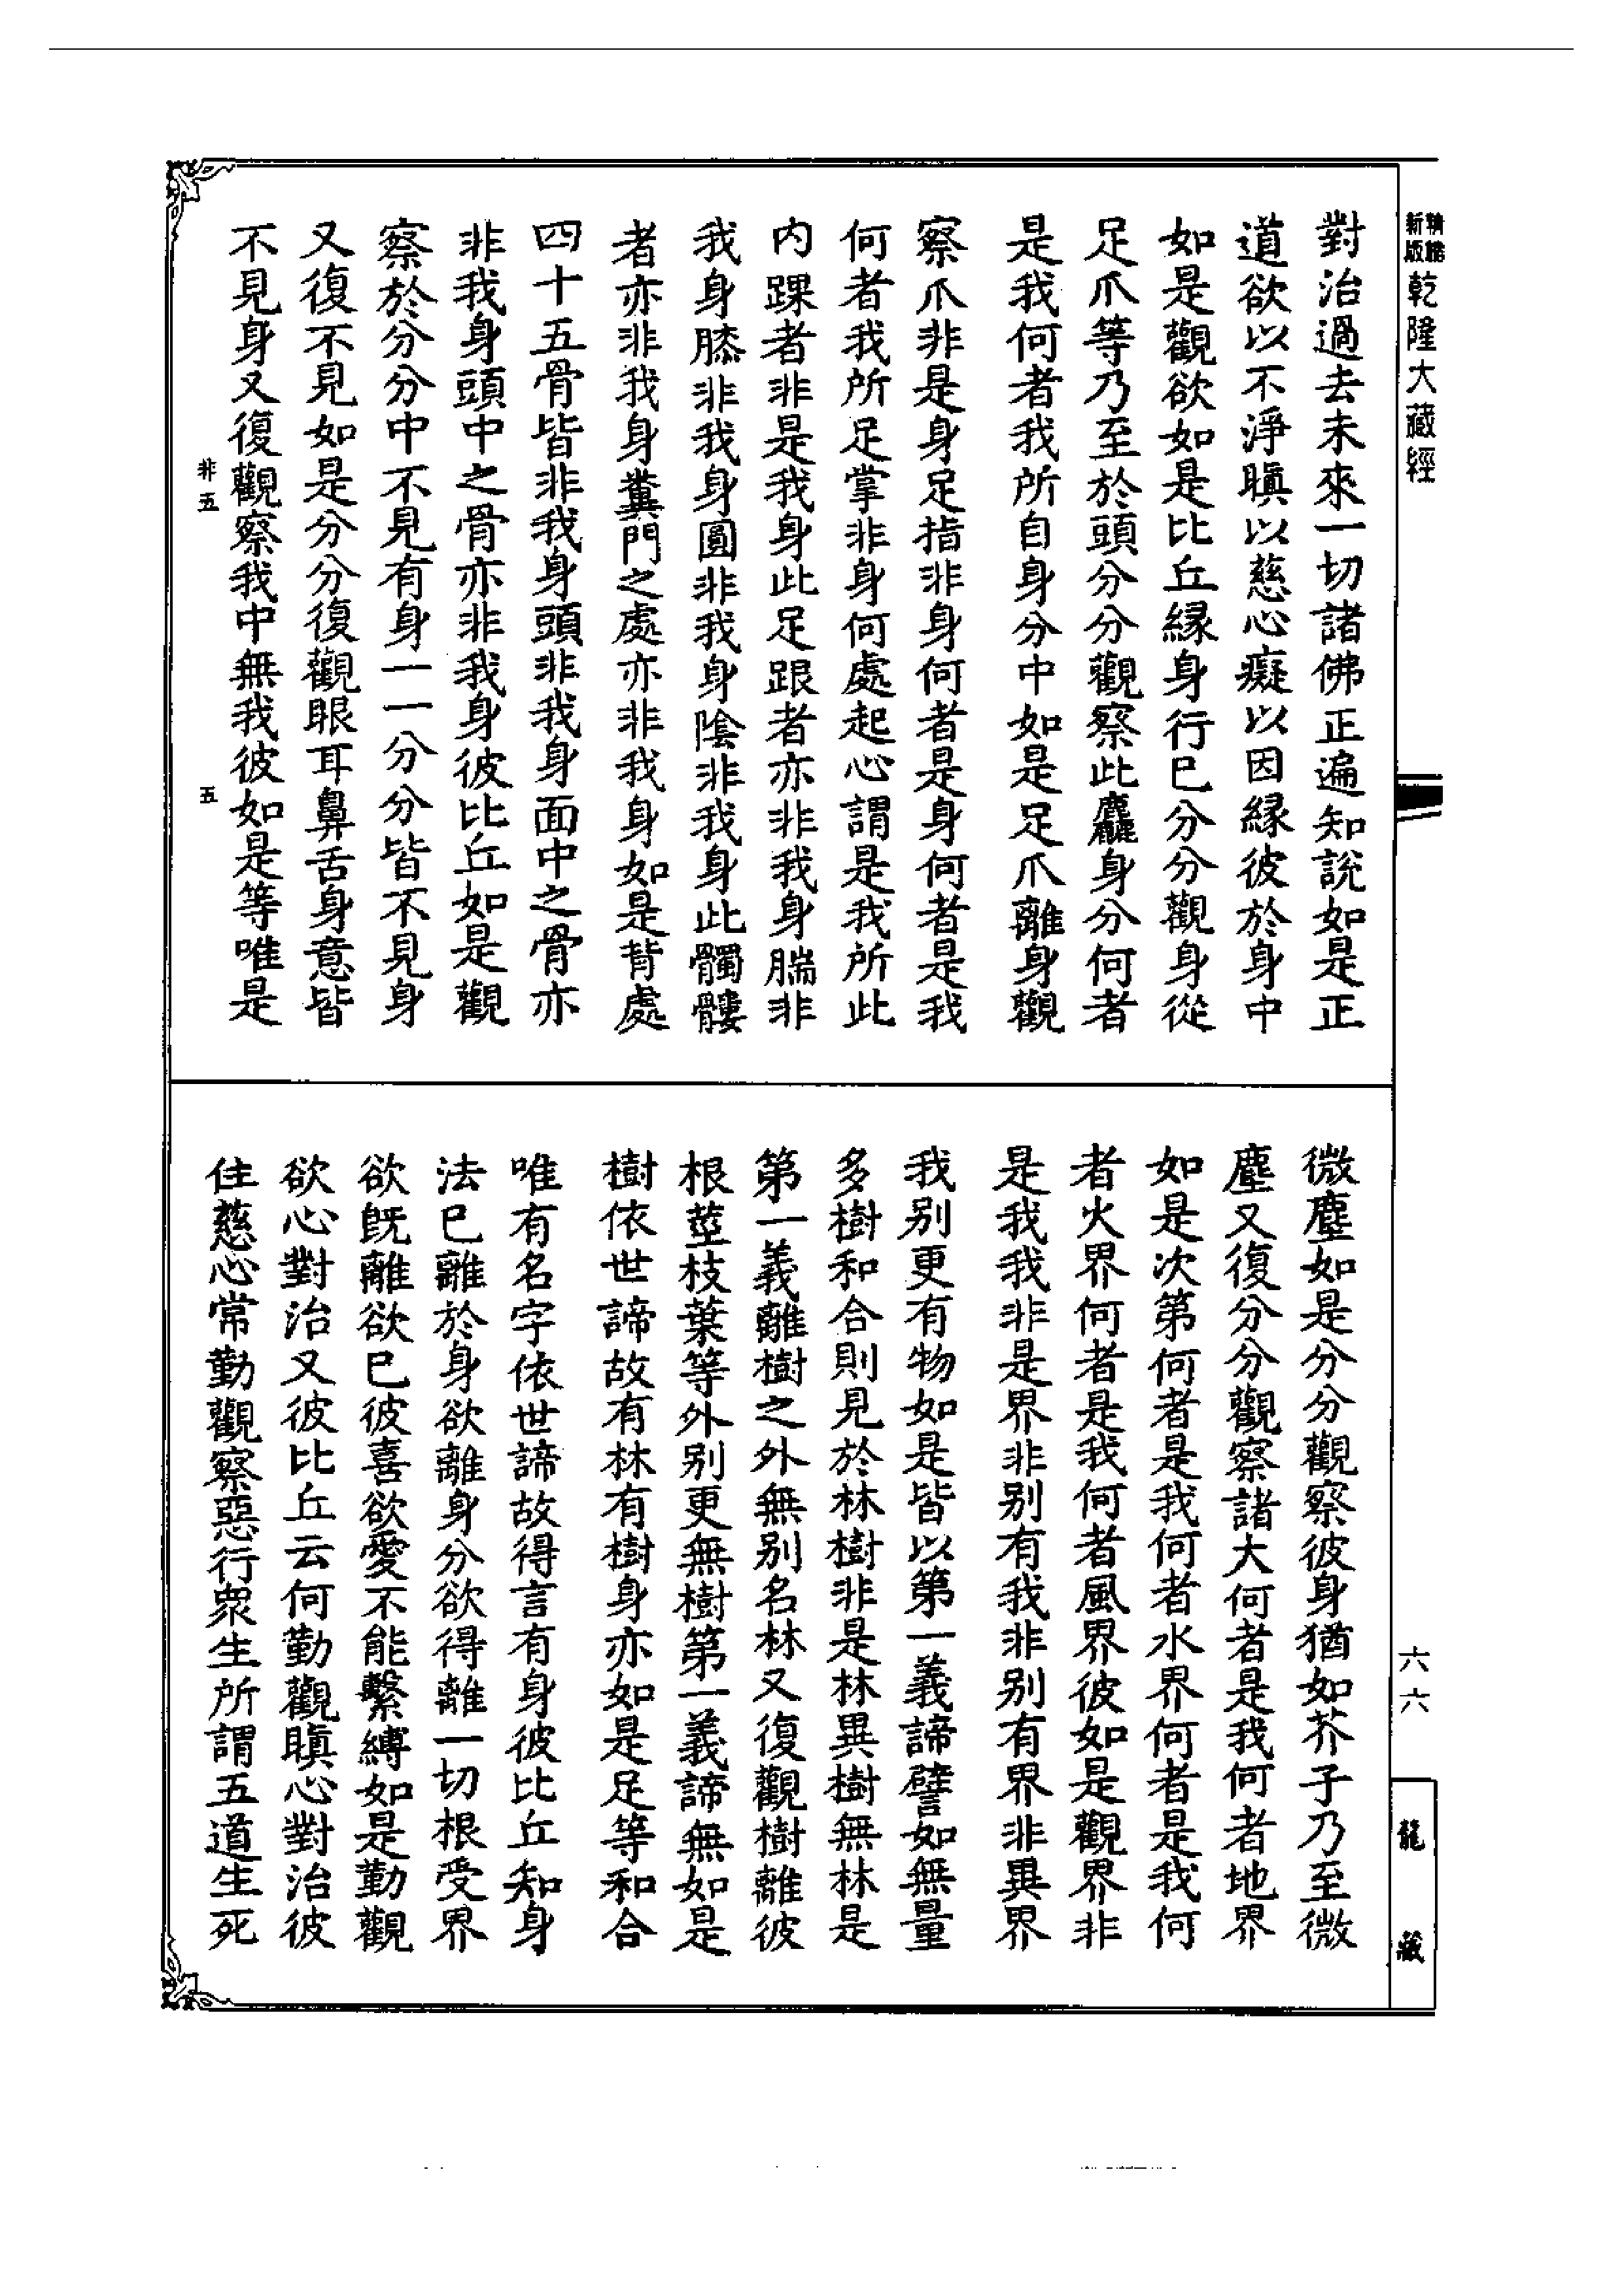 新版
精縮
乾隆大藏經
六六
龍藏
對治過去未來一切諸佛正遍知說如是正
道欲以不淨瞋以慈心癡以因緣彼於身中
如是觀欲如是比丘緣身行已分分觀身從
足爪等乃至於頭分分觀察此麤身分何者
是我何者我所自身分中如是足爪離身觀
察爪非是身足指非身何者是身何者是我
何者我所足掌非身何處起心謂是我所此
內踝者非是我身此足跟者亦非我身腨非
我身膝非我身圓非我身陰非我身此髑髏
者亦非我身糞門之處亦非我身如是背處
四十五骨皆非我身頭非我身面中之骨亦
非我身頭中之骨亦非我身彼比丘如是觀
察於分分中不見有身一一分分皆不見身
又復不見如是分分復觀眼耳鼻舌身意皆
不見身又復觀察我中無我彼如是等唯是
非五
五
微塵如是分分觀察彼身猶如芥子乃至微
塵又復分分觀察諸大何者是我何者地界
如是次第何者是我何者水界何者是我何
者火界何者是我何者風界彼如是觀界非
是我我非是界非別有我非別有界非異界
我別更有物如是皆以第一義諦譬如無量
多樹和合則見於林樹非是林異樹無林是
第一義離樹之外無別名林又復觀樹離彼
根莖枝葉等外別更無樹第一義諦無如是
樹依世諦故有林有樹身亦如是足等和合
唯有名字依世諦故得言有身彼比丘知身
法已離於身欲離身分欲得離一切根受界
欲既離欲已彼喜欲愛不能繫縛如是勤觀
欲心對治又彼比丘云何勤觀瞋心對治彼
住慈心常勤觀察惡行眾生所謂五道生死